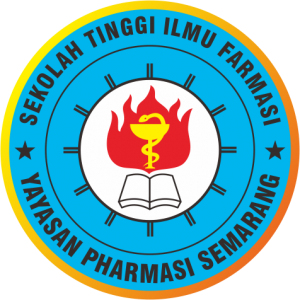 SEKOLAH TINGGI ILMU FARMASI
YAYASAN PHARMASI SEMARANG